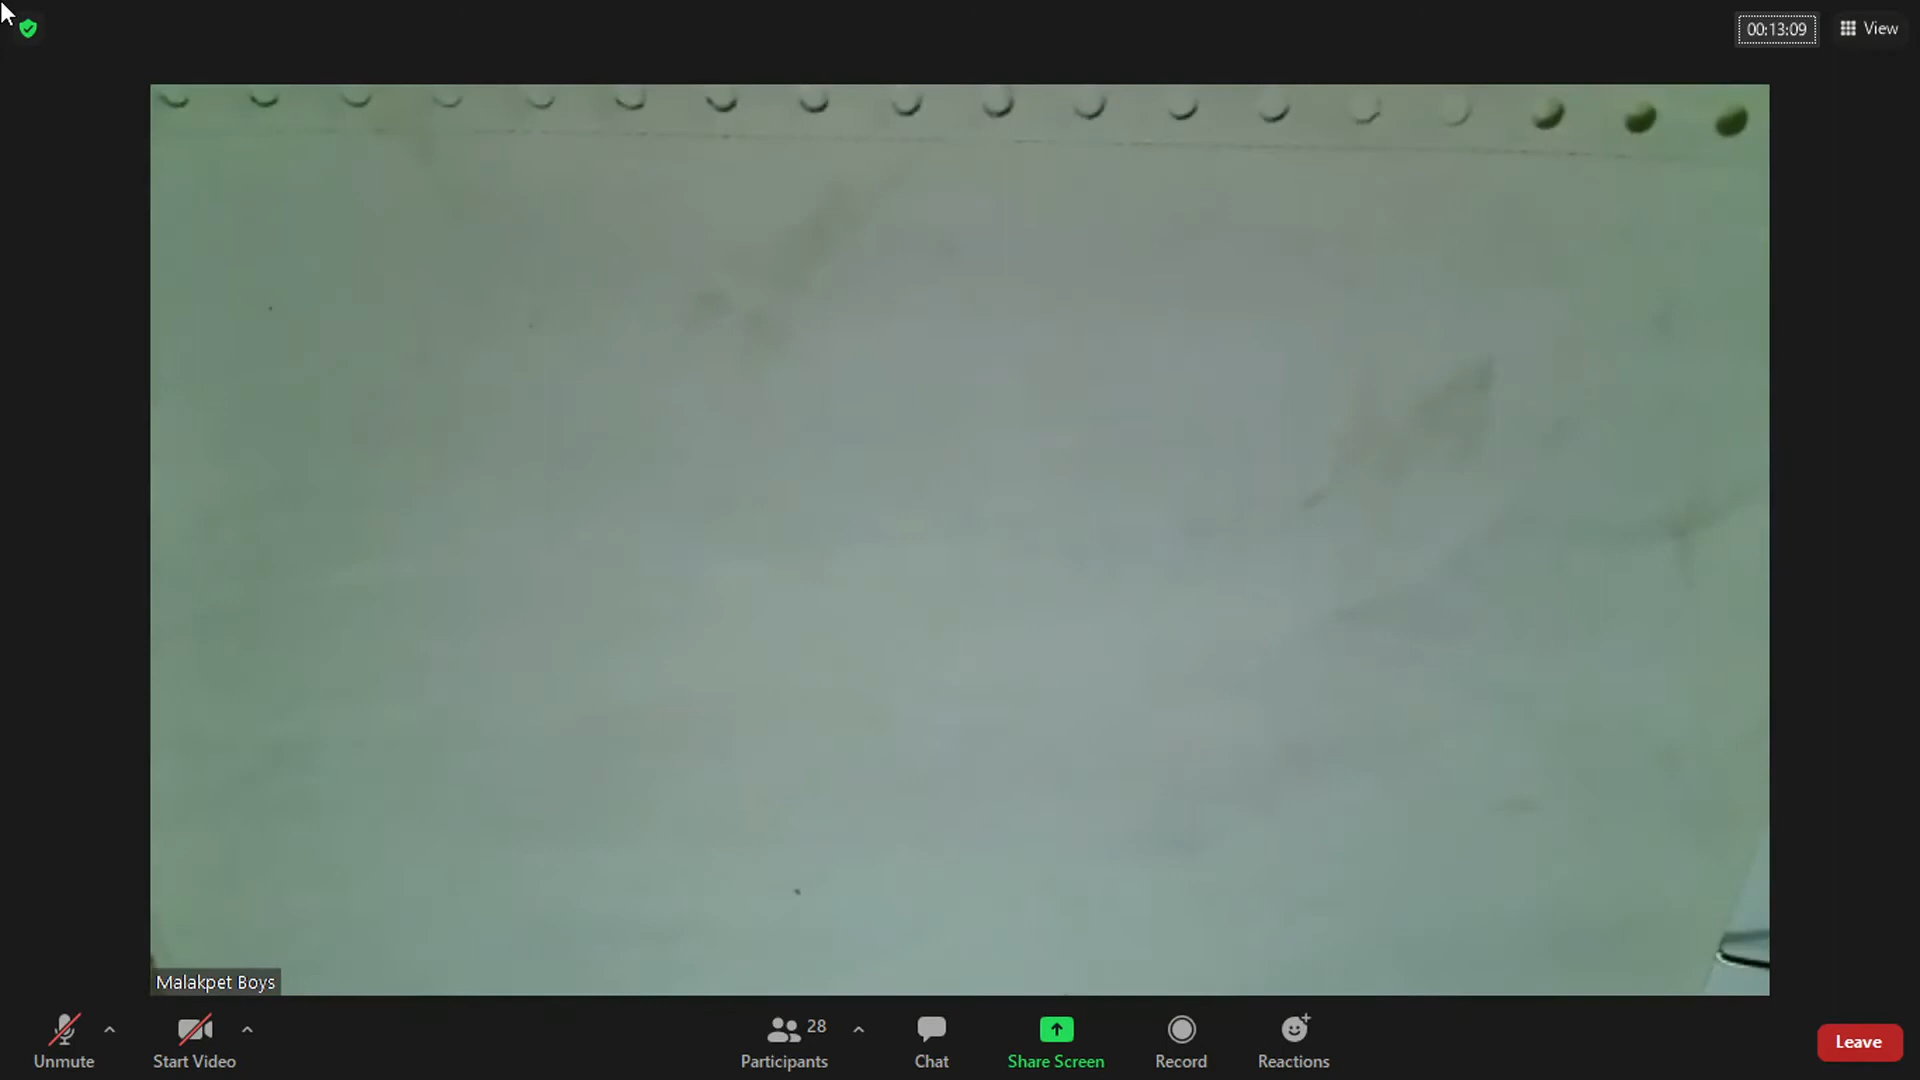 00:13:09
View
Malakpet Boys
Unmute
Start Video
28
Participants
Chat
Share Screen
Record
Reactions
Leave